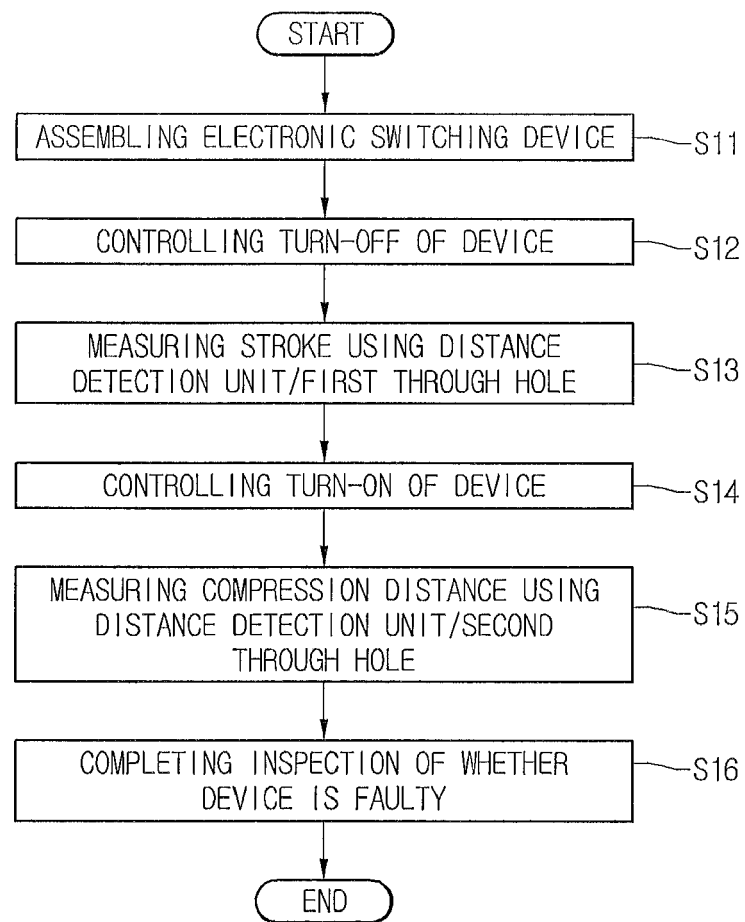 START
ASSEMBLING ELECTRONIC SWITCHING DEVICE
S11
CONTROLLING TURN-OFF OF DEVICE
S12
MEASURING STROKE USING DISTANCE
DETECTION UNIT/FIRST THROUGH HOLE
S13
CONTROLLING TURN-ON OF DEVICE
S14
MEASURING COMPRESSION DISTANCE USING
DISTANCE DETECTION UNIT/SECOND
THROUGH HOLE
S15
COMPLETING INSPECTION OF WHETHER
DEVICE IS FAULTY
S16
END